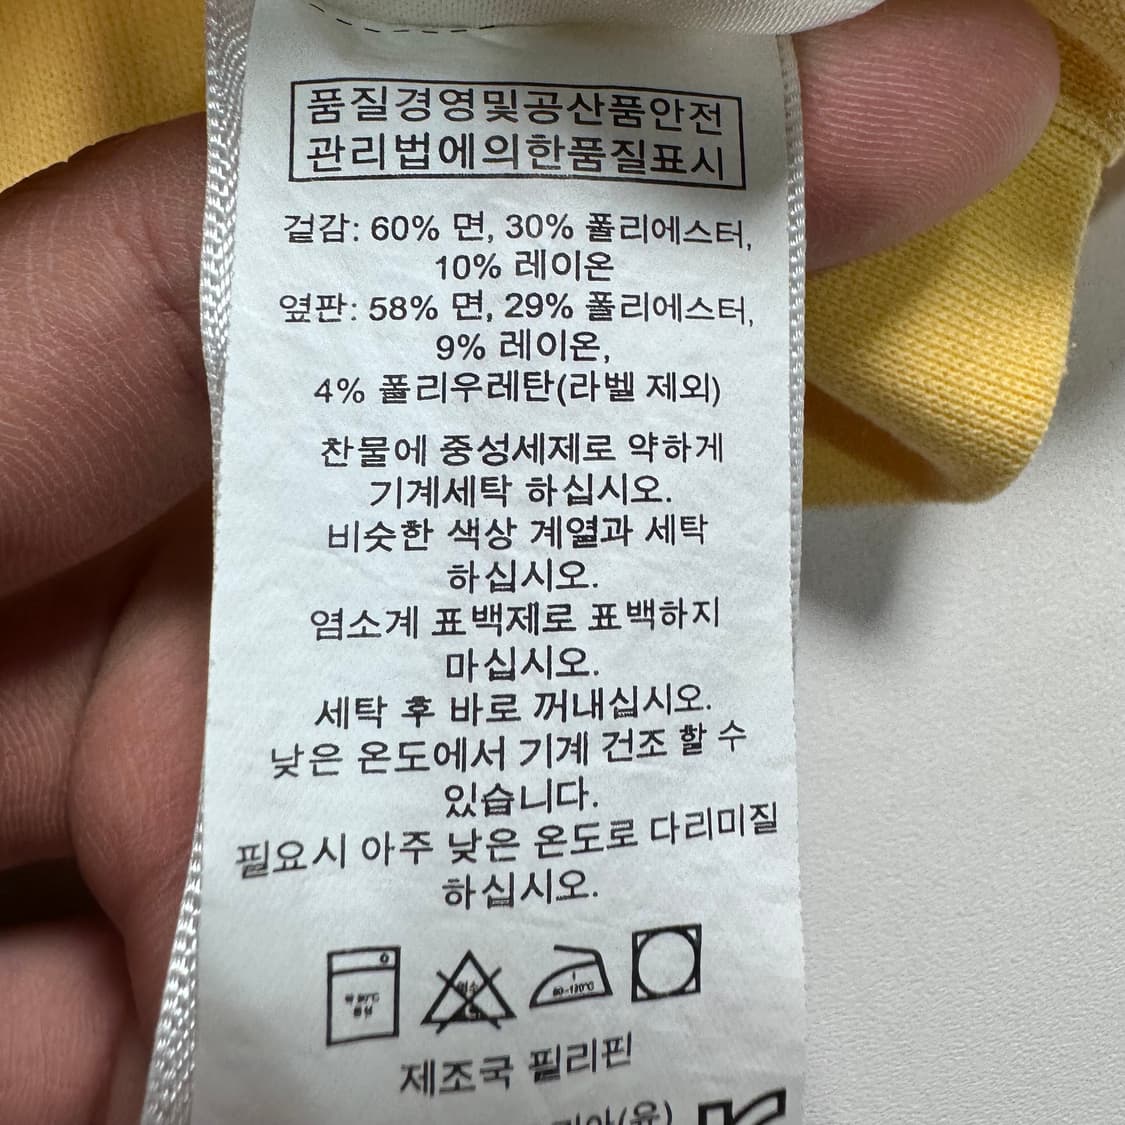 품질경영및공산품안전
관리법에의한품질표시
겉감: 60% 면, 30% 폴리에스터,
10% 레이온
옆판: 58% 면, 29% 폴리에스터,
9% 레이온,
4% 폴리우레탄(라벨 제외)
찬물에 중성세제로 약하게
기계세탁 하십시오.
비슷한 색상 계열과 세탁
하십시오.
염소계 표백제로 표백하지
마십시오.
세탁 후 바로 꺼내십시오.
낮은 온도에서 기계 건조 할 수
있습니다.
필요시 아주 낮은 온도로 다리미질
하십시오.
제조국 필리핀